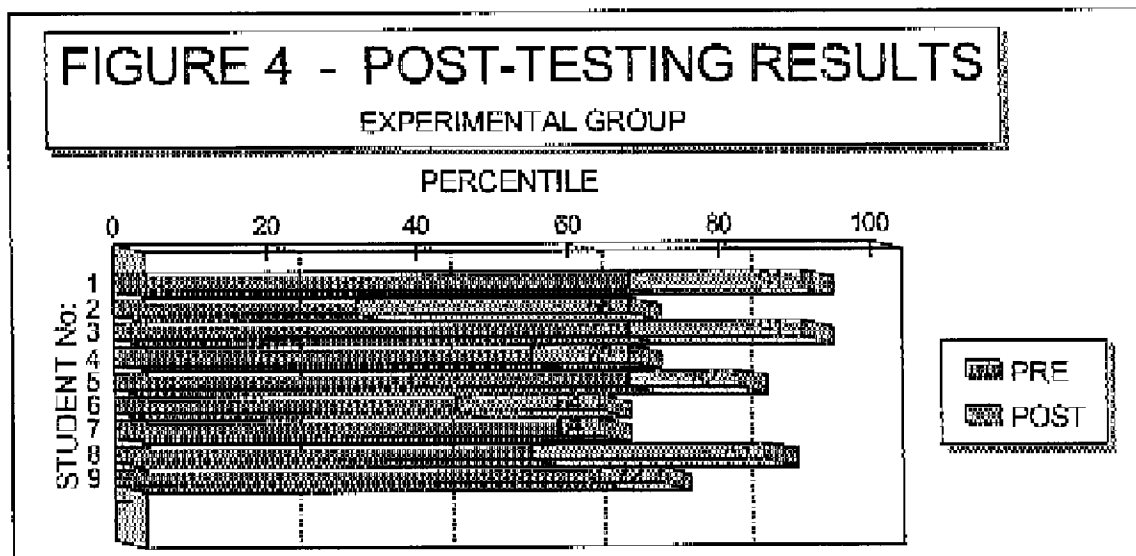 FIGURE 4 - POST-TESTING RESULTS
EXPERIMENTAL GROUP
PERCENTILE
0 20 40 60 80 100
STUDENT No:
1
2
3
4
5
6
7
8
9
PRE
POST